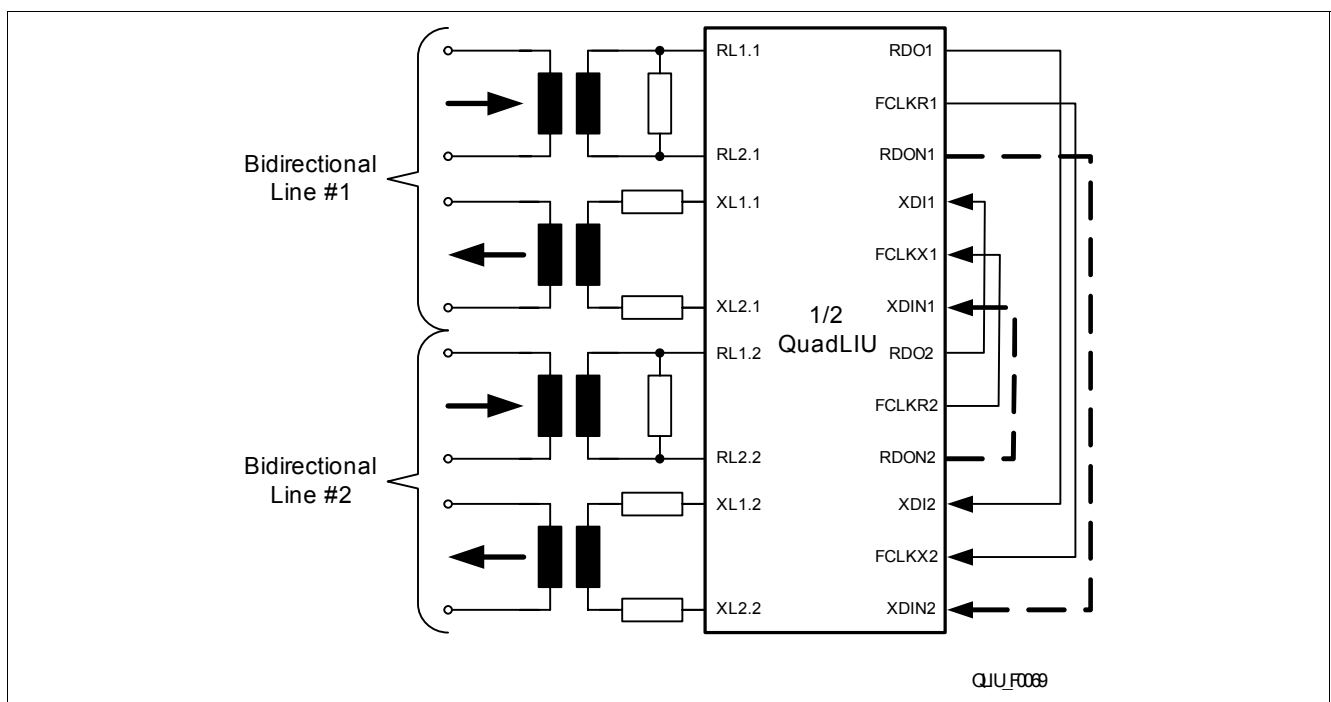 Bidirectional
Line #1
Bidirectional
Line #2
RL1.1
RL2.1
XL1.1
XL2.1
RL1.2
RL2.2
XL1.2
XL2.2
1/2
QuadLIU
RDO1
FCLKR1
RDON1
XDI1
FCLKX1
XDIN1
RDO2
FCLKR2
RDON2
XDI2
FCLKX2
XDIN2
QLIU_F0069